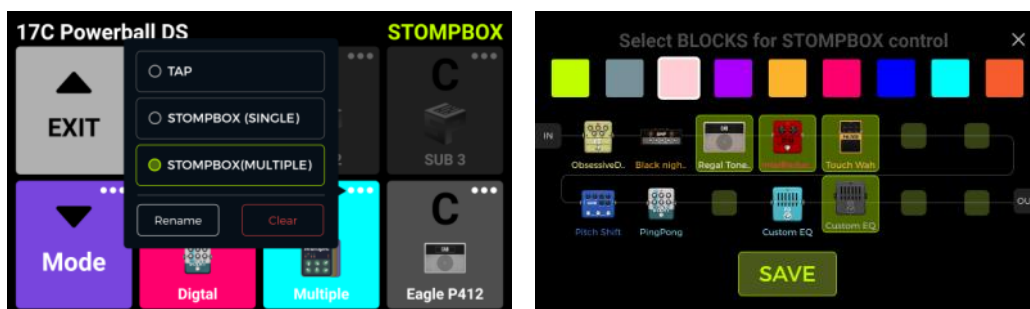 17C Powerball DS
STOMPBOX
TAP
STOMPBOX (SINGLE)
STOMPBOX(MULTIPLE)
Rename
Clear
EXIT
C
SUB 3
Mode
Digtal
Multiple
C
Eagle P412
Select BLOCKS for STOMPBOX control
IN
ObsessiveD..
Black nigh..
Regal Tone..
Touch Wah
OU
Pitch Shift
PingPong
Custom EQ
Custom EQ
SAVE